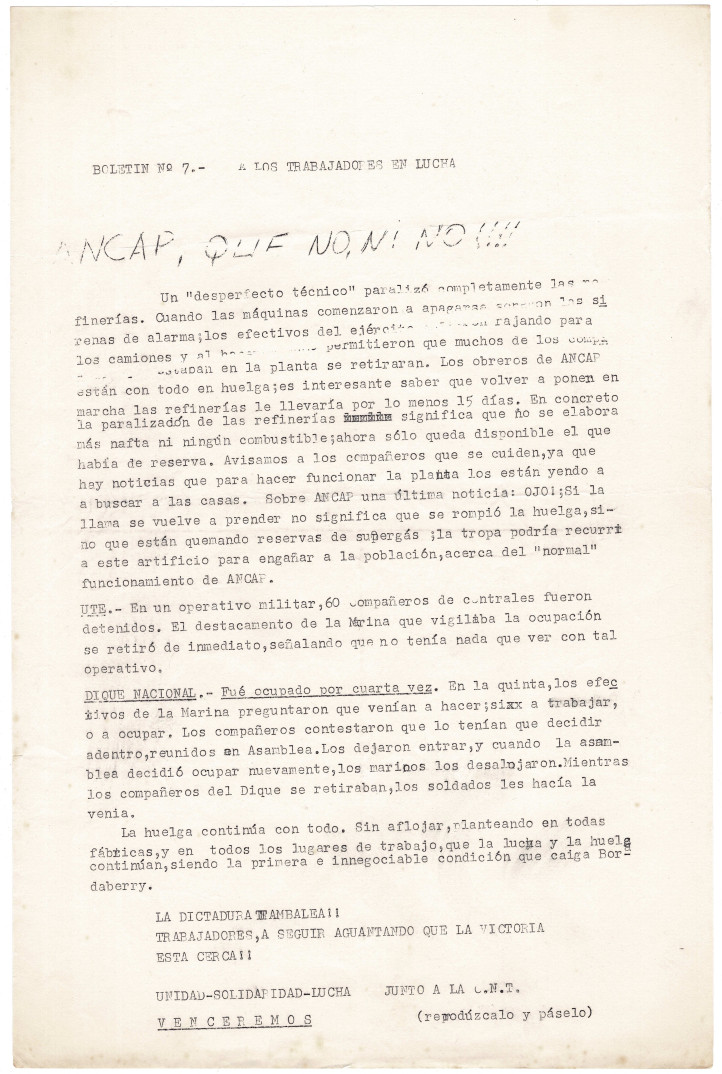 BOLETIN Nº 7.- A LOS TRABAJADORES EN LUCHA
ANCAP, QUE NO, NI NO!!!!
Un "desperfecto técnico" paralizó completamente las re
finerías. Cuando las máquinas comenzaron a apagarse las si
renas de alarma;los efectivos del ejército rajando para
los camiones y al permitieron que muchos de los compa
estaban en la planta se retiraran. Los obreros de ANCAP
están con todo en huelga;es interesante saber que volver a poner en
marcha las refinerías le llevaría por lo menos 15 días. En concreto
la paralizadón de las refinerías significa que no se elabora
más nafta ni ningún combustible;ahora sólo queda disponible el que
había de reserva. Avisamos a los compañeros que se cuiden,ya que
hay noticias que para hacer funcionar la planta los están yendo a
a buscar a las casas. Sobre ANCAP una última noticia: OJO!;Si la
llama se vuelve a prender no significa que se rompió la huelga,si-
no que están quemando reservas de supergás ;la tropa podría recurri
a este artificio para engañar a la población,acerca del "normal"
funcionamiento de ANCAP.
UTE.- En un operativo militar,60 compañeros de centrales fueron
detenidos. El destacamento de la Marina que vigilaba la ocupación
se retiró de inmediato,señalando que no tenía nada que ver con tal
operativo.
DIQUE NACIONAL.- Fué ocupado por cuarta vez. En la quinta,los efec
tivos de la Marina preguntaron que venían a hacer;sixx a trabajar,
o a ocupar. Los compañeros contestaron que lo tenían que decidir
adentro,reunidos en Asamblea.Los dejaron entrar,y cuando la asam-
blea decidió ocupar nuevamente,los marinos los desalojaron.Mientras
los compañeros del Dique se retiraban,los soldados les hacía la
venia.
La huelga continúa con todo. Sin aflojar,planteando en todas
fábricas,y en todos los lugares de trabajo,que la lucha y la huelg
continúan,siendo la primera e innegociable condición que caiga Bor-
daberry.
LA DICTADURA TAMBALEA!!
TRABAJADORES,A SEGUIR AGUANTANDO QUE LA VICTORIA
ESTA CERCA!!
UNIDAD-SOLIDARIDAD-LUCHA JUNTO A LA C.N.T.
VENCEREMOS (reprodúzcalo y páselo)